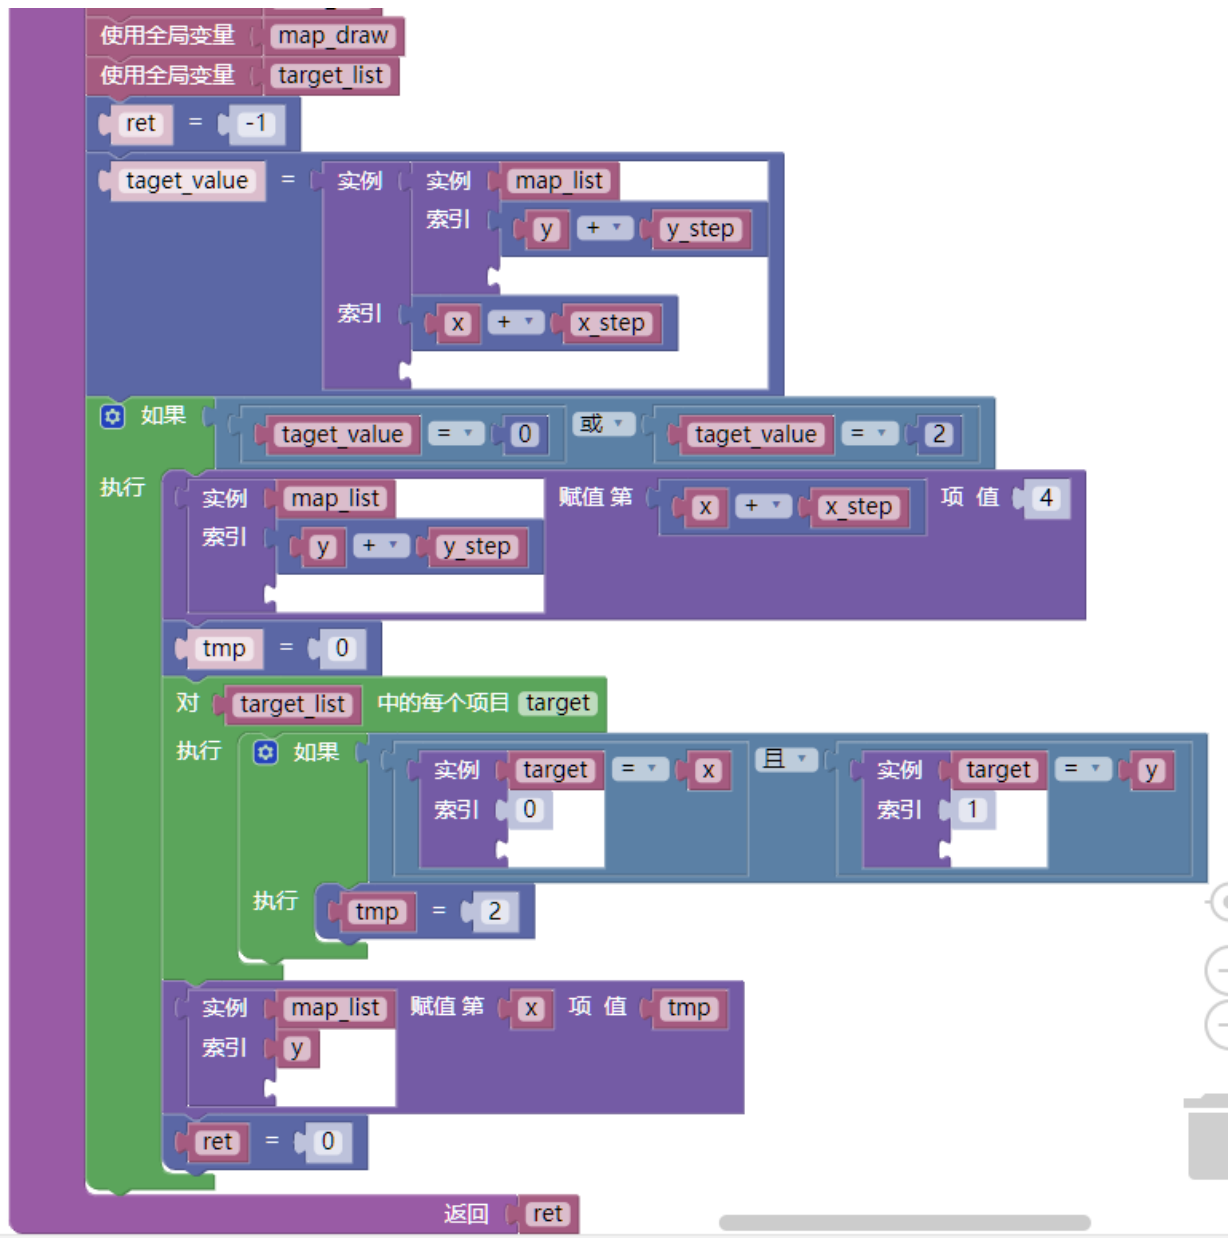 使用全局变量 map_draw
使用全局变量 target_list
ret = -1
taget_value = 实例 实例 map_list
索引 y + y_step
索引 x + x_step
如果 taget_value = 0 或 taget_value = 2
执行 实例 map_list 赋值 第 x + x_step 项 值 4
索引 y + y_step
tmp = 0
对 target_list 中的每个项目 target
执行 如果 实例 target = x 且 实例 target = y
索引 0 索引 1
执行 tmp = 2
实例 map_list 赋值 第 x 项 值 tmp
索引 y
ret = 0
返回 ret